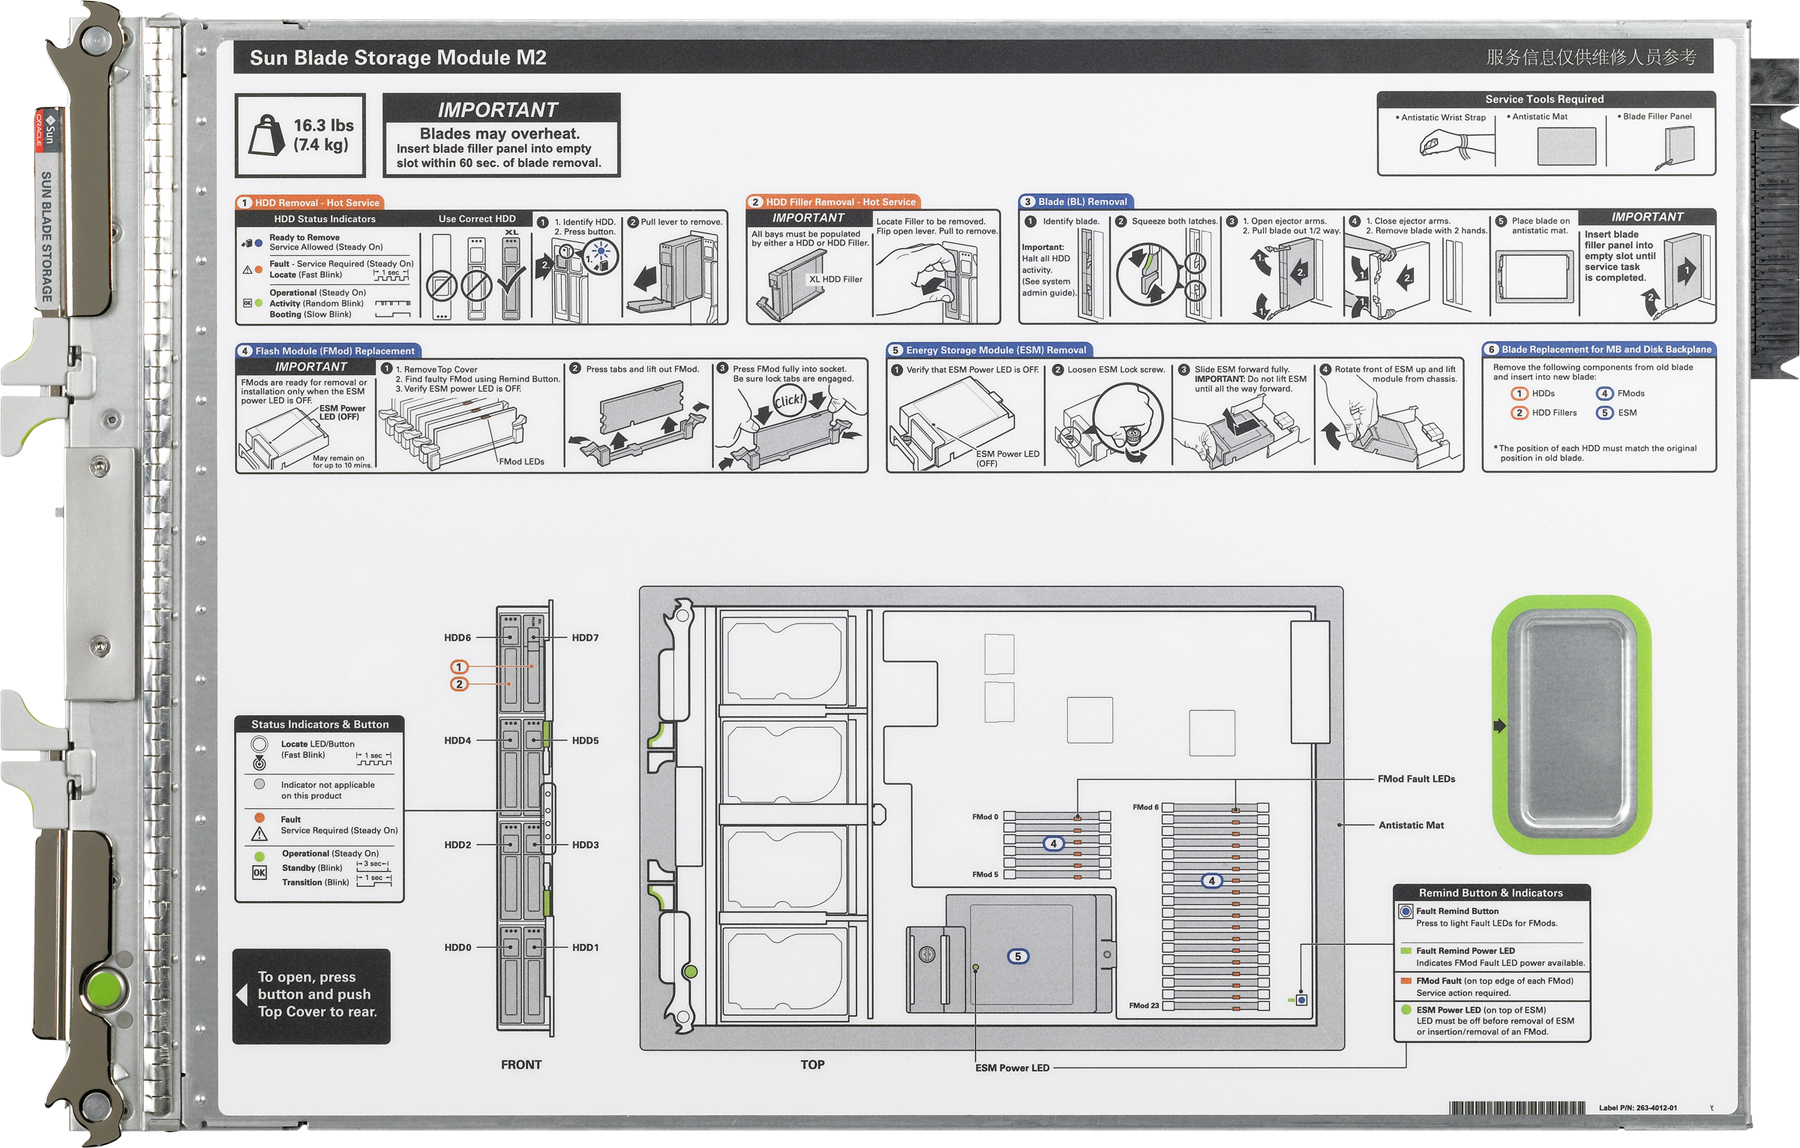 Sun Blade Storage Module M2
服务信息仅供维修人员参考
Sun
ORACLE
SUN BLADE STORAGE
16.3 lbs
(7.4 kg)
IMPORTANT
Blades may overheat.
Insert blade filler panel into empty
slot within 60 sec. of blade removal.
Service Tools Required
• Antistatic Wrist Strap
• Antistatic Mat
• Blade Filler Panel
1 HDD Removal - Hot Service
HDD Status Indicators
Ready to Remove
Service Allowed (Steady On)
Fault - Service Required (Steady On)
Locate (Fast Blink)
1 sec
OK
Operational (Steady On)
Activity (Random Blink)
Booting (Slow Blink)
Use Correct HDD
XL
1
1. Identify HDD.
2. Press button.
1.
2.
2 Pull lever to remove.
2 HDD Filler Removal - Hot Service
IMPORTANT
All bays must be populated
by either a HDD or HDD Filler.
XL HDD Filler
Locate Filler to be removed.
Flip open lever. Pull to remove.
3 Blade (BL) Removal
1 Identify blade.
Important:
Halt all HDD
activity.
(See system
admin guide).
2 Squeeze both latches.
3 1. Open ejector arms.
2. Pull blade out 1/2 way.
1.
2.
1.
4 1. Close ejector arms.
2. Remove blade with 2 hands.
1.
2.
1.
5 Place blade on
antistatic mat.
IMPORTANT
Insert blade
filler panel into
empty slot until
service task
is completed.
1
2
4 Flash Module (FMod) Replacement
IMPORTANT
FMods are ready for removal or
installation only when the ESM
power LED is OFF.
ESM Power
LED (OFF)
May remain on
for up to 10 mins.
1 1. Remove Top Cover
2. Find faulty FMod using Remind Button.
3. Verify ESM power LED is OFF.
FMod LEDs
2 Press tabs and lift out FMod.
3 Press FMod fully into socket.
Be sure lock tabs are engaged.
Click!
5 Energy Storage Module (ESM) Removal
1 Verify that ESM Power LED is OFF.
ESM Power LED
(OFF)
2 Loosen ESM Lock screw.
3 Slide ESM forward fully.
IMPORTANT: Do not lift ESM
until all the way forward.
4 Rotate front of ESM up and lift
module from chassis.
6 Blade Replacement for MB and Disk Backplane
Remove the following components from old blade
and insert into new blade:
1 HDDs
4 FMods
2 HDD Fillers
5 ESM
* The position of each HDD must match the original
position in old blade.
HDD6
HDD7
1
2
HDD4
HDD5
HDD2
HDD3
HDD0
HDD1
FRONT
Status Indicators & Button
Locate LED/Button
(Fast Blink)
1 sec
Indicator not applicable
on this product
Fault
Service Required (Steady On)
Operational (Steady On)
OK
Standby (Blink)
3 sec
Transition (Blink)
1 sec
To open, press
button and push
Top Cover to rear.
FMod Fault LEDs
FMod 0
FMod 6
4
Antistatic Mat
FMod 5
4
5
FMod 23
TOP
ESM Power LED
Remind Button & Indicators
Fault Remind Button
Press to light Fault LEDs for FMods.
Fault Remind Power LED
Indicates FMod Fault LED power available.
FMod Fault (on top edge of each FMod)
Service action required.
ESM Power LED (on top of ESM)
LED must be off before removal of ESM
or insertion/removal of an FMod.
Label P/N: 263-4012-01